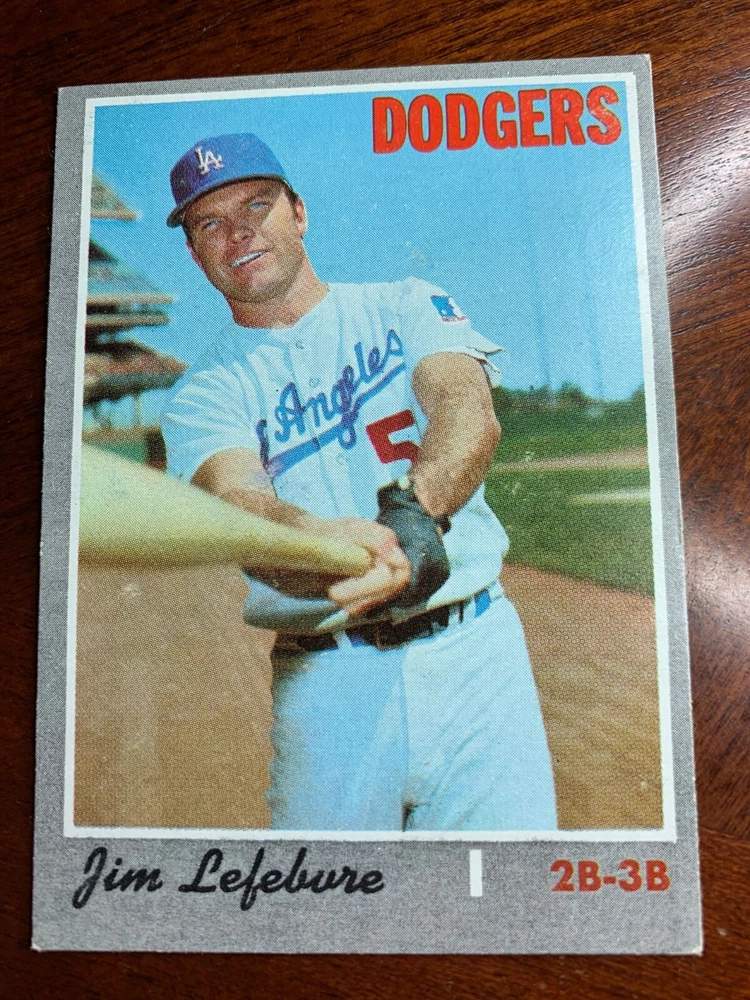 DODGERS
LA
Angeles
5
Jim Lefebvre
2B-3B